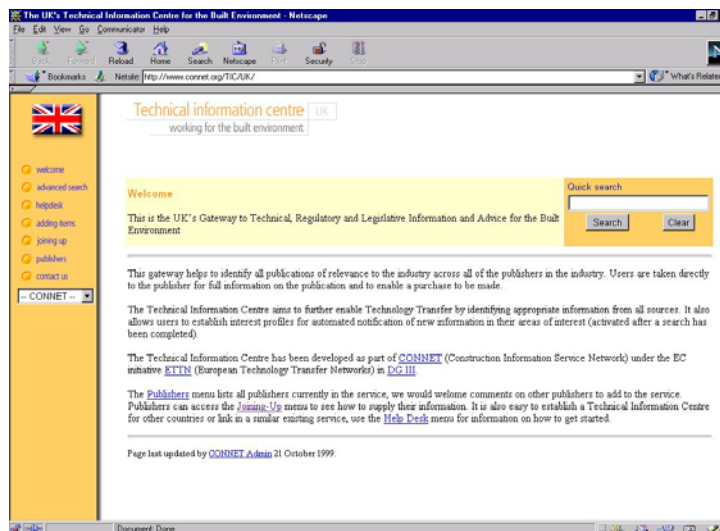 The UK's Technical Information Centre for the Built Environment - Netscape
File Edit View Go Communicator Help
Back Forward Reload Home Search Netscape Print Security Stop
Bookmarks Netsite: http://www.connet.org/TIC/UK/ What's Related
Technical information centre UK
working for the built environment
welcome
advanced search
helpdesk
adding items
joining up
publishers
contact us
-- CONNET --
Welcome
This is the UK's Gateway to Technical, Regulatory and Legislative Information and Advice for the Built
Environment
Quick search
Search Clear
This gateway helps to identify all publications of relevance to the industry across all of the publishers in the industry. Users are taken directly
to the publisher for full information on the publication and to enable a purchase to be made.
The Technical Information Centre aims to further enable Technology Transfer by identifying appropriate information from all sources. It also
allows users to establish interest profiles for automated notification of new information in their areas of interest (activated after a search has
been completed).
The Technical Information Centre has been developed as part of CONNET (Construction Information Service Network) under the EC
initiative ETTN (European Technology Transfer Networks) in DG III.
The Publishers menu lists all publishers currently in the service, we would welome comments on other publishers to add to the service.
Publishers can access the Joining-Up menu to see how to supply their information. It is also easy to establish a Technical Information Centre
for other countries or link in a similar existing service, use the Help Desk menu for information on how to get started.
Page last updated by CONNET Admin 21 October 1999.
Document: Done